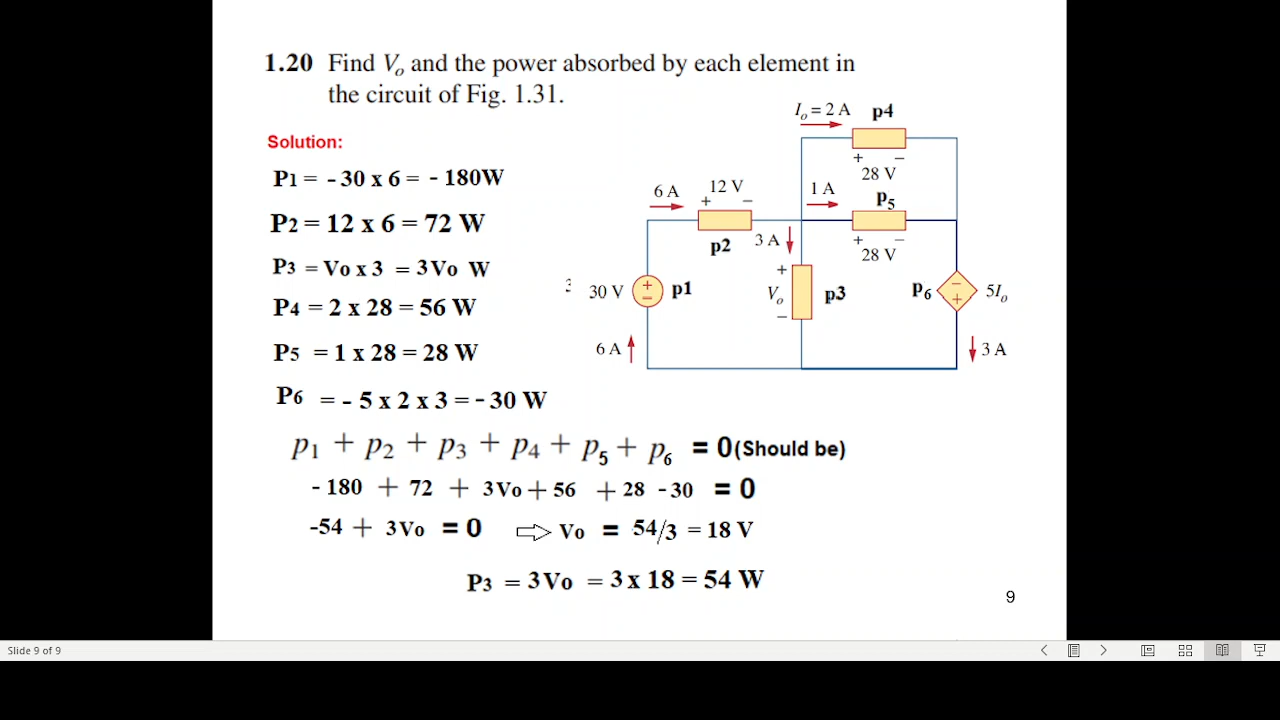 1.20 Find Vo and the power absorbed by each element in
the circuit of Fig. 1.31.
Solution:
P1 = - 30 x 6 = - 180W
P2 = 12 x 6 = 72 W
P3 = Vo x 3 = 3Vo W
P4 = 2 x 28 = 56 W
P5 = 1 x 28 = 28 W
P6 = - 5 x 2 x 3 = - 30 W
Io = 2 A p4
+ −
28 V
6 A 12 V 1 A P5
+ −
p2 3 A + −
28 V
30 V + − p1 + Vo − p3 P6 − + 5Io
6 A 3 A
p1 + p2 + p3 + p4 + p5 + p6 = 0(Should be)
- 180 + 72 + 3Vo + 56 + 28 - 30 = 0
-54 + 3Vo = 0 ⇨ Vo = 54/3 = 18 V
P3 = 3Vo = 3 x 18 = 54 W
9
Slide 9 of 9